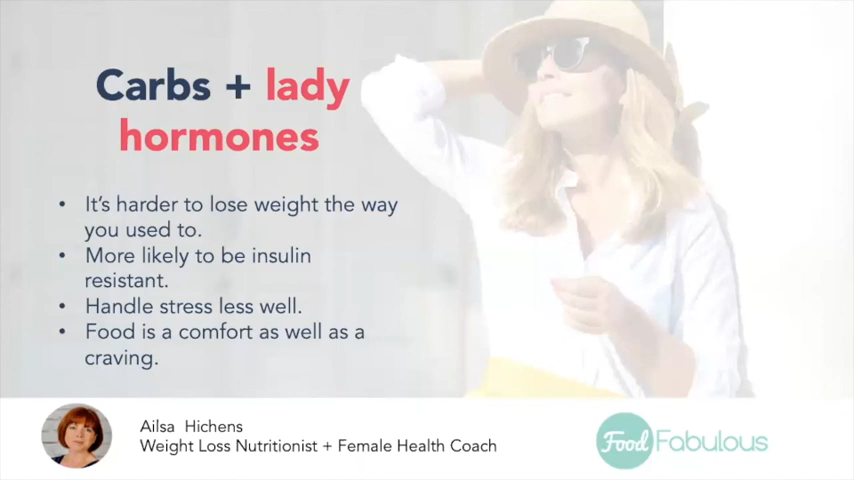 Carbs + lady
hormones
• It's harder to lose weight the way
you used to.
• More likely to be insulin
resistant.
• Handle stress less well.
• Food is a comfort as well as a
craving.
Ailsa Hichens
Weight Loss Nutritionist + Female Health Coach
Food Fabulous